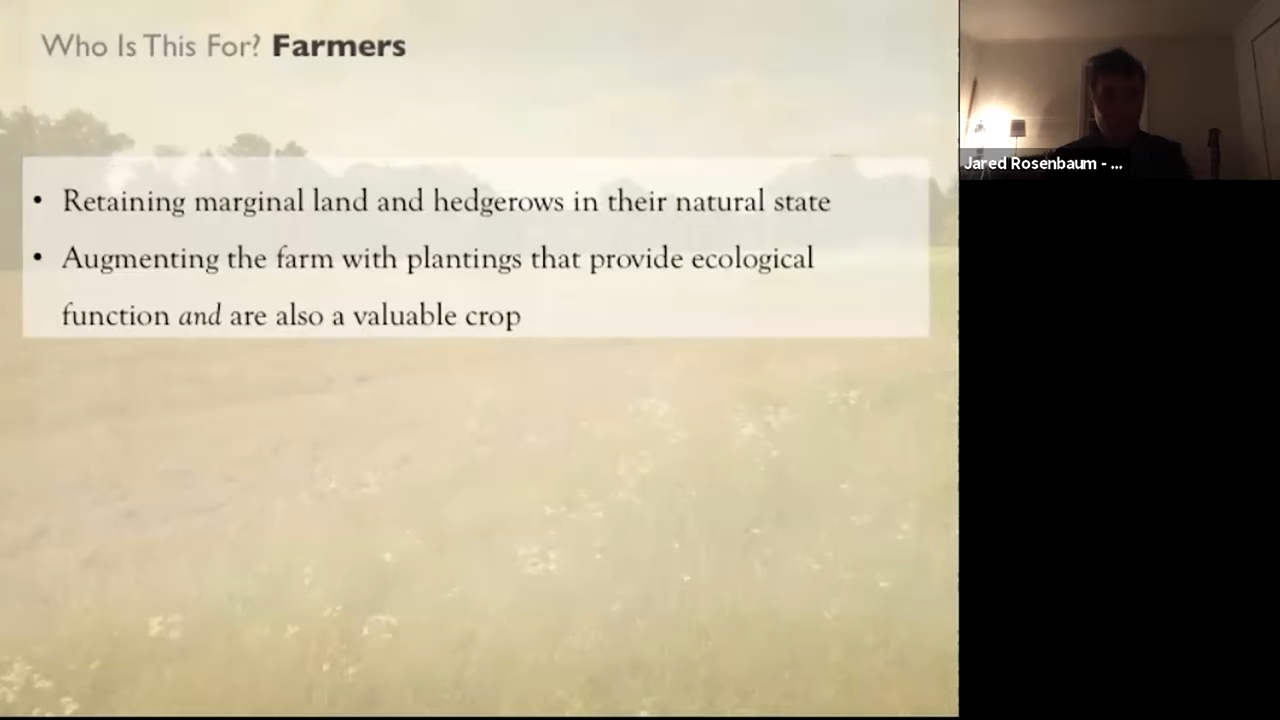 Who Is This For? Farmers
• Retaining marginal land and hedgerows in their natural state
• Augmenting the farm with plantings that provide ecological
function and are also a valuable crop
Jared Rosenbaum - ...